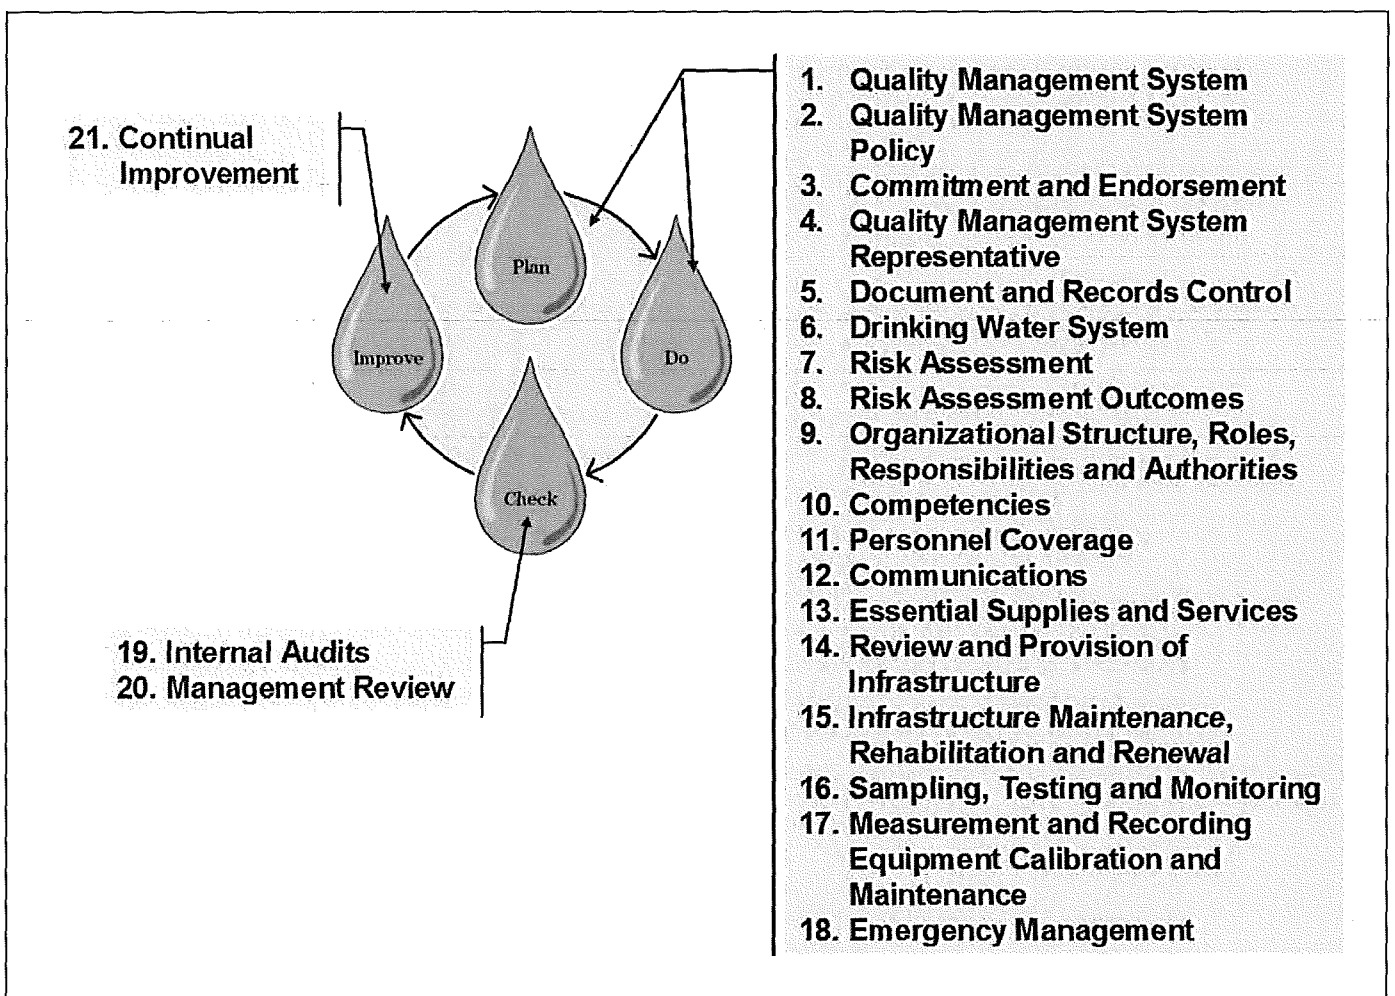 21. Continual
Improvement
Plan
Improve
Do
Check
19. Internal Audits
20. Management Review
1. Quality Management System
2. Quality Management System
Policy
3. Commitment and Endorsement
4. Quality Management System
Representative
5. Document and Records Control
6. Drinking Water System
7. Risk Assessment
8. Risk Assessment Outcomes
9. Organizational Structure, Roles,
Responsibilities and Authorities
10. Competencies
11. Personnel Coverage
12. Communications
13. Essential Supplies and Services
14. Review and Provision of
Infrastructure
15. Infrastructure Maintenance,
Rehabilitation and Renewal
16. Sampling, Testing and Monitoring
17. Measurement and Recording
Equipment Calibration and
Maintenance
18. Emergency Management